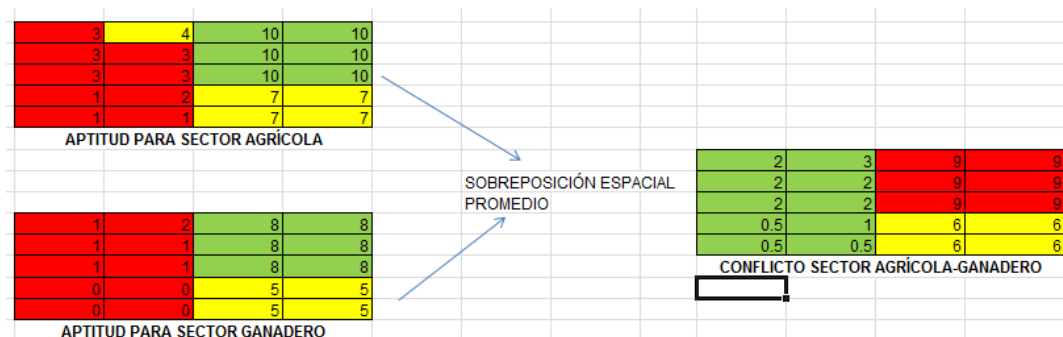 3 4 10 10
3 3 10 10
3 3 10 10
1 2 7 7
1 1 7 7
APTITUD PARA SECTOR AGRÍCOLA
1 2 8 8
1 1 8 8
1 1 8 8
0 0 5 5
0 0 5 5
APTITUD PARA SECTOR GANADERO
SOBREPOSICIÓN ESPACIAL
PROMEDIO
2 3 9 9
2 2 9 9
2 2 9 9
0.5 1 6 6
0.5 0.5 6 6
CONFLICTO SECTOR AGRÍCOLA-GANADERO